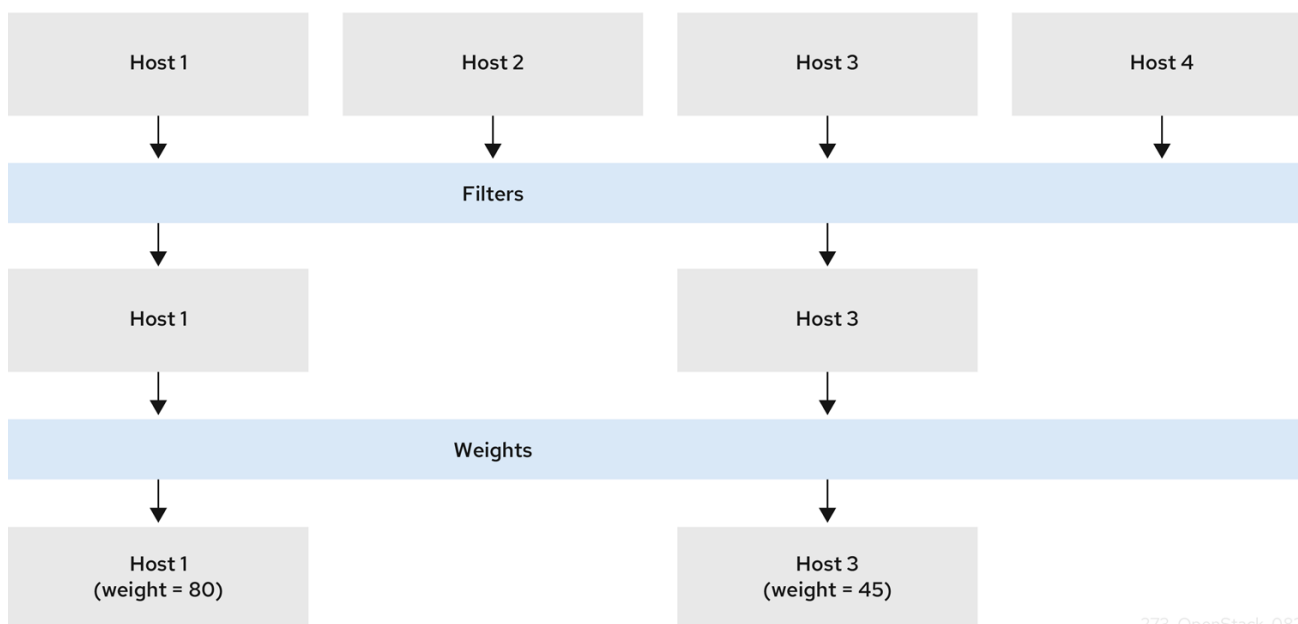 Host 1
Host 2
Host 3
Host 4
Filters
Host 1
Host 3
Weights
Host 1
(weight = 80)
Host 3
(weight = 45)
273_OpenStack_082